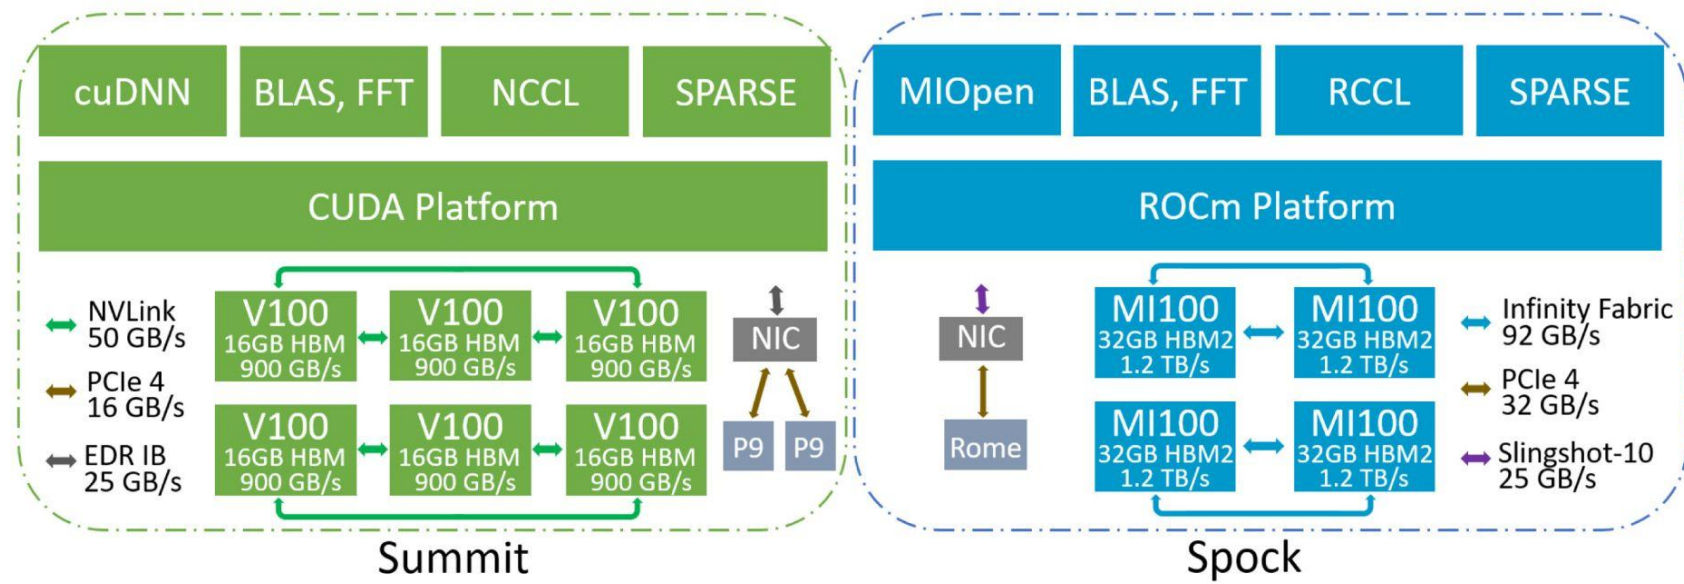 cuDNN
BLAS, FFT
NCCL
SPARSE
CUDA Platform
NVLink
50 GB/s
PCIe 4
16 GB/s
EDR IB
25 GB/s
V100
16GB HBM
900 GB/s
V100
16GB HBM
900 GB/s
V100
16GB HBM
900 GB/s
V100
16GB HBM
900 GB/s
V100
16GB HBM
900 GB/s
V100
16GB HBM
900 GB/s
NIC
P9
P9
Summit
MIOpen
BLAS, FFT
RCCL
SPARSE
ROCm Platform
NIC
Rome
MI100
32GB HBM2
1.2 TB/s
MI100
32GB HBM2
1.2 TB/s
MI100
32GB HBM2
1.2 TB/s
MI100
32GB HBM2
1.2 TB/s
Infinity Fabric
92 GB/s
PCIe 4
32 GB/s
Slingshot-10
25 GB/s
Spock